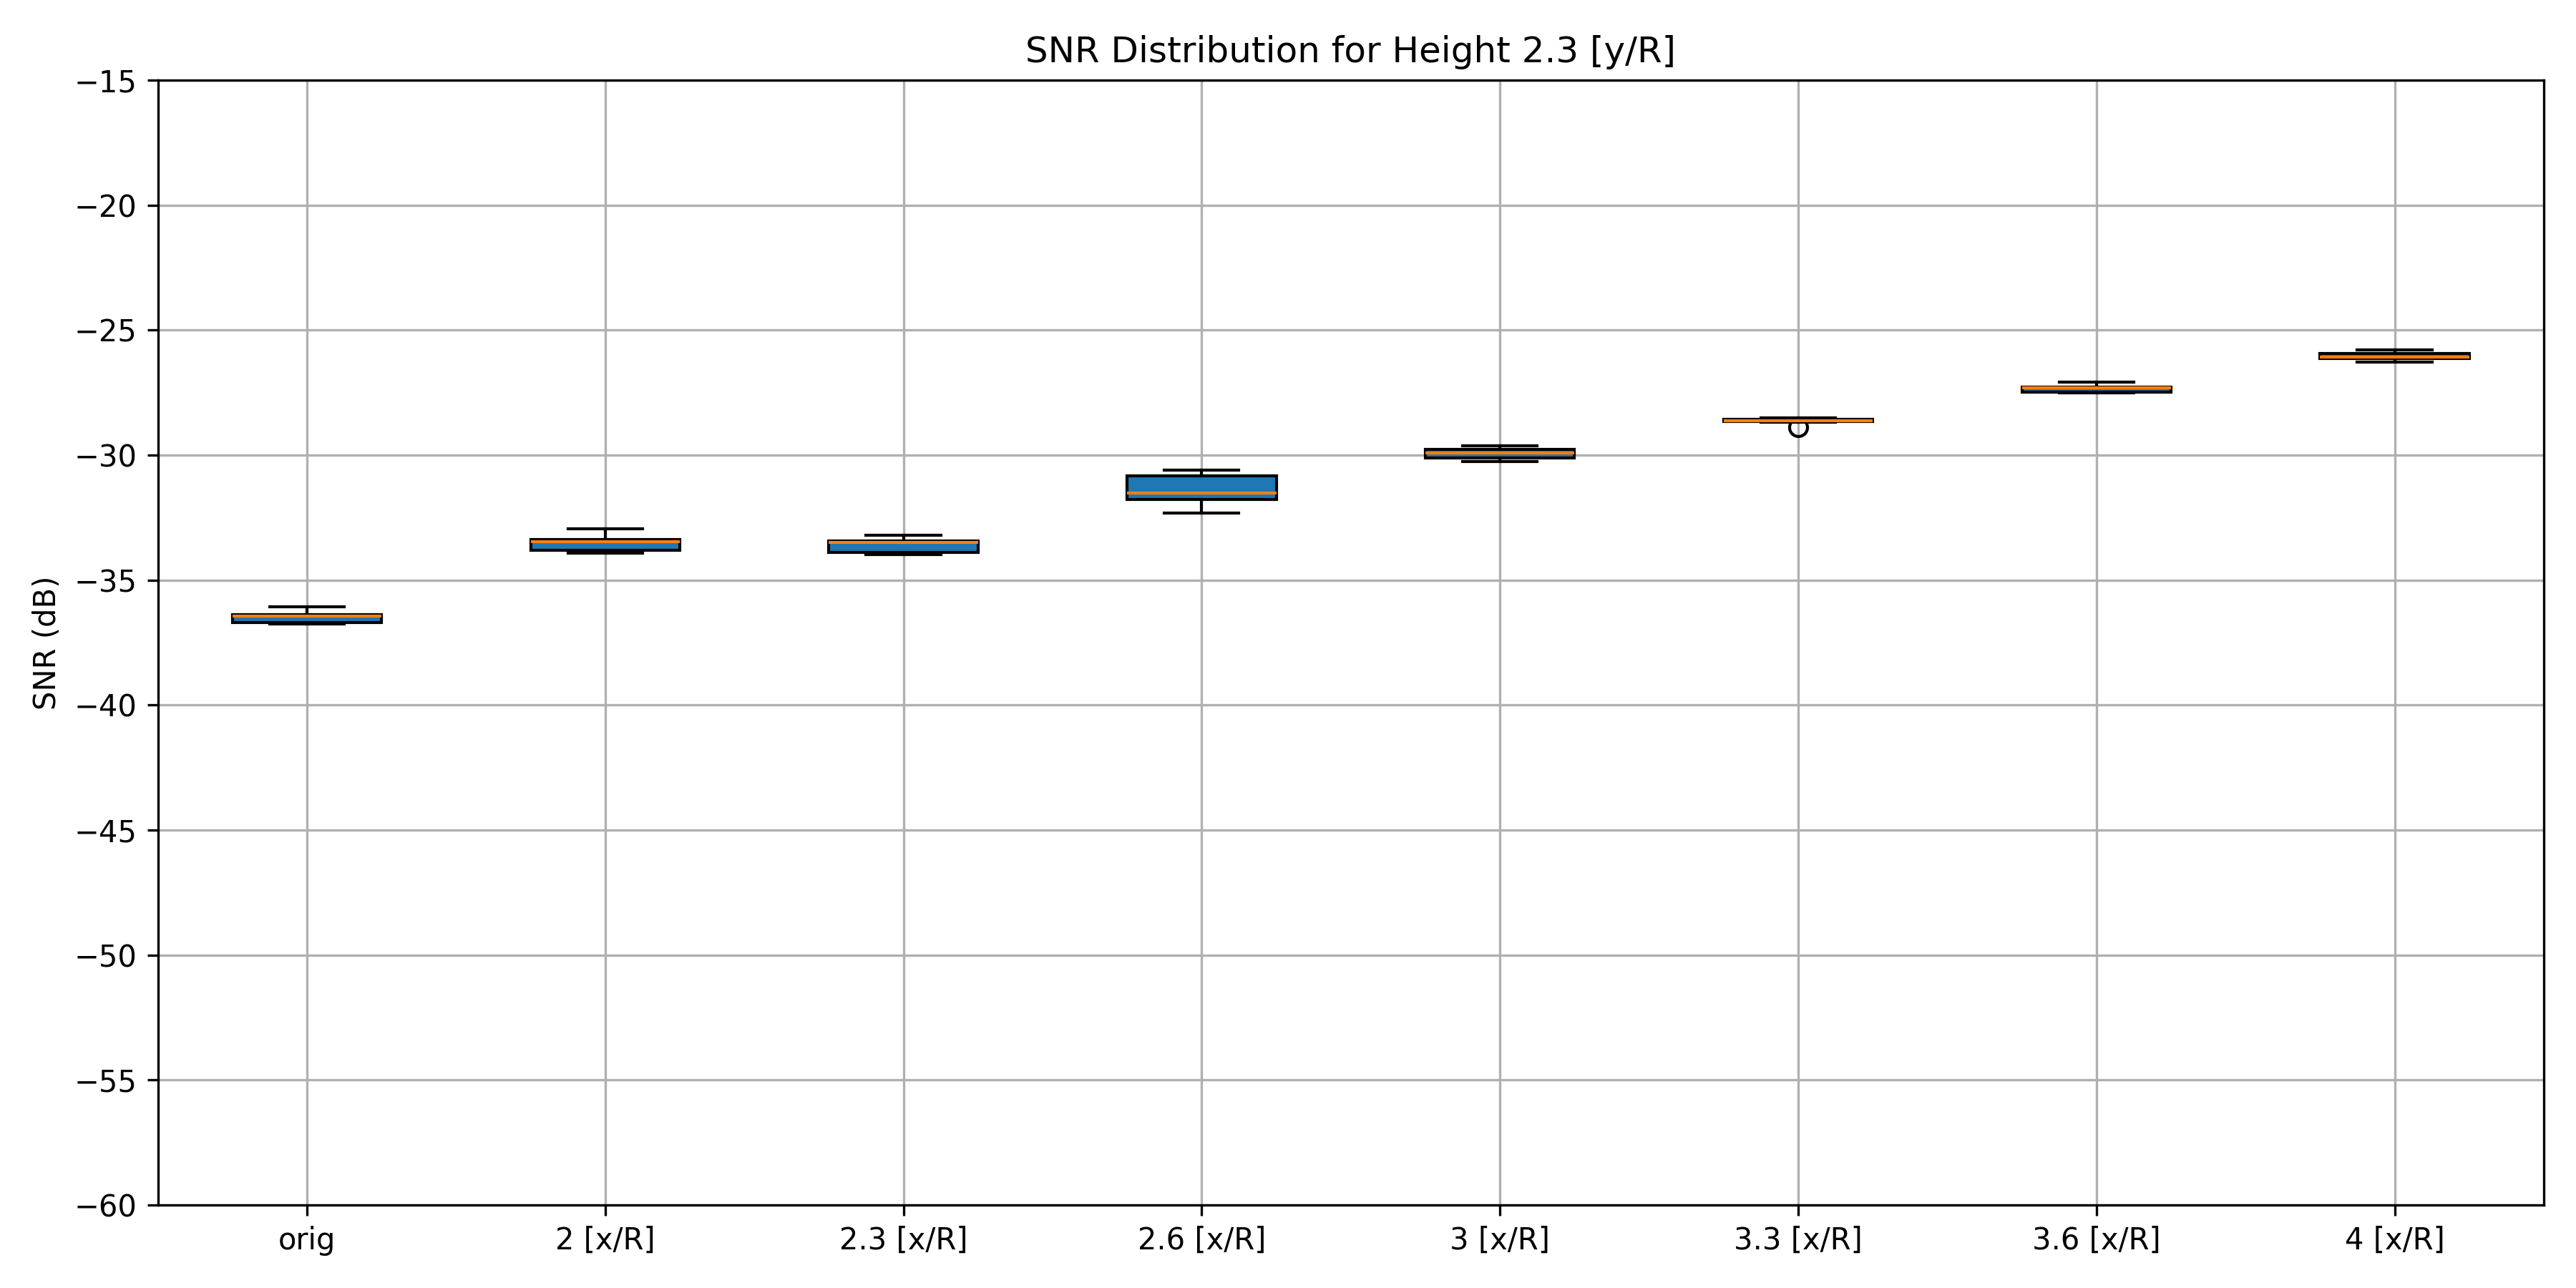 SNR Distribution for Height 2.3 [y/R]
SNR (dB)
−15
−20
−25
−30
−35
−40
−45
−50
−55
−60
orig
2 [x/R]
2.3 [x/R]
2.6 [x/R]
3 [x/R]
3.3 [x/R]
3.6 [x/R]
4 [x/R]